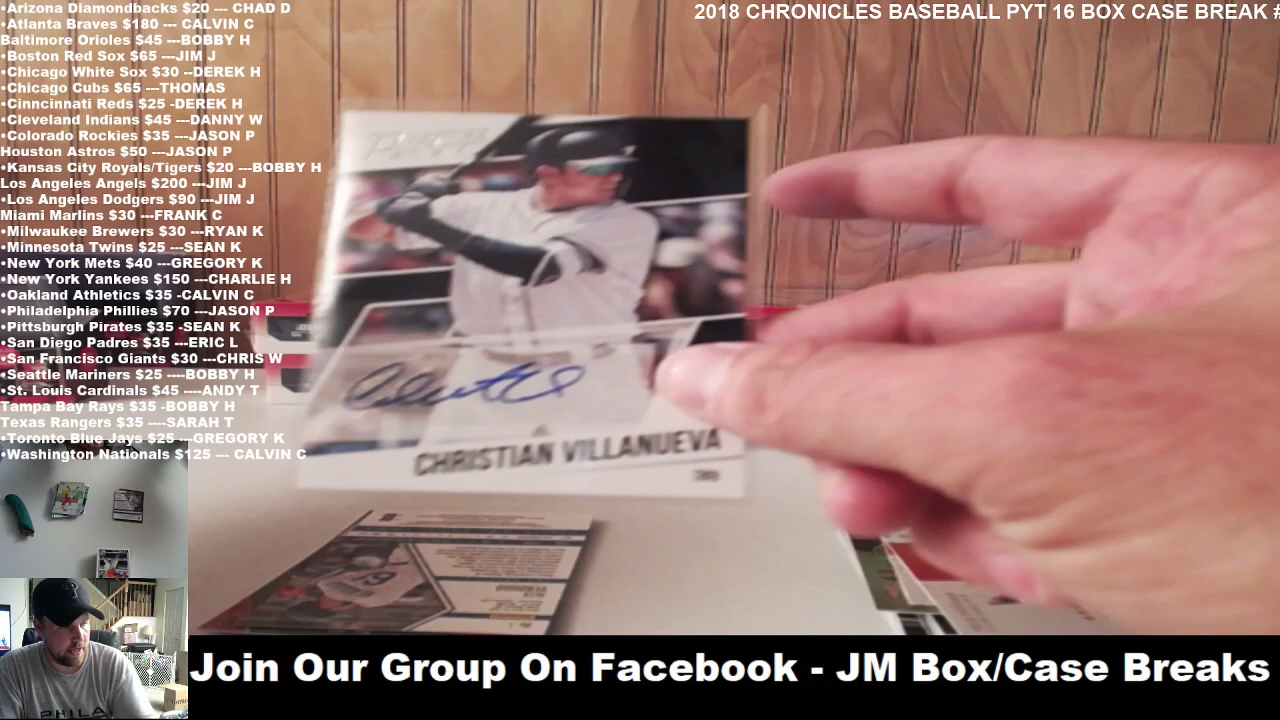 •Arizona Diamondbacks $20 --- CHAD D
•Atlanta Braves $180 --- CALVIN C
Baltimore Orioles $45 ---BOBBY H
•Boston Red Sox $65 ---JIM J
•Chicago White Sox $30 --DEREK H
•Chicago Cubs $65 ---THOMAS
•Cinncinnati Reds $25 -DEREK H
•Cleveland Indians $45 ---DANNY W
•Colorado Rockies $35 ---JASON P
Houston Astros $50 ---JASON P
•Kansas City Royals/Tigers $20 ---BOBBY H
Los Angeles Angels $200 ---JIM J
•Los Angeles Dodgers $90 ---JIM J
Miami Marlins $30 ---FRANK C
•Milwaukee Brewers $30 ---RYAN K
•Minnesota Twins $25 ---SEAN K
•New York Mets $40 ---GREGORY K
•New York Yankees $150 ---CHARLIE H
•Oakland Athletics $35 -CALVIN C
•Philadelphia Phillies $70 ---JASON P
•Pittsburgh Pirates $35 -SEAN K
•San Diego Padres $35 ---ERIC L
•San Francisco Giants $30 ---CHRIS W
•Seattle Mariners $25 ----BOBBY H
•St. Louis Cardinals $45 ----ANDY T
Tampa Bay Rays $35 -BOBBY H
Texas Rangers $35 ----SARAH T
•Toronto Blue Jays $25 ---GREGORY K
•Washington Nationals $125 --- CALVIN C
2018 CHRONICLES BASEBALL PYT 16 BOX CASE BREAK #
CHRISTIAN VILLANUEVA
PHILA
Join Our Group On Facebook - JM Box/Case Breaks